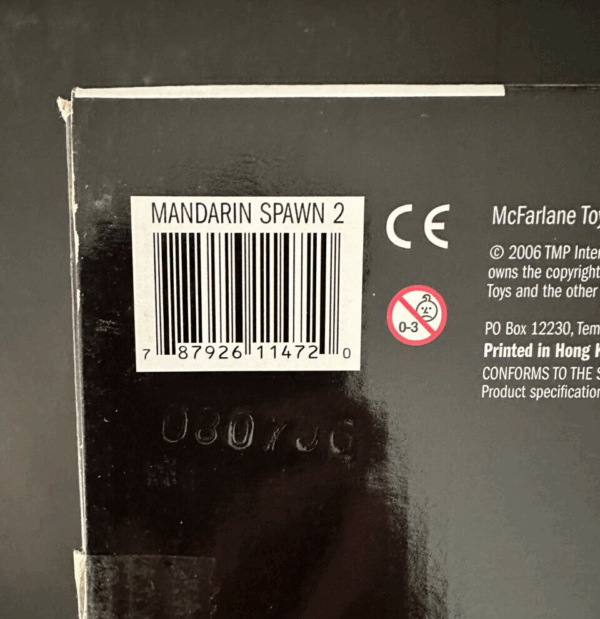 MANDARIN SPAWN 2
7 87926 11472 0
CE
0-3
McFarlane Toy
© 2006 TMP Inter
owns the copyright
Toys and the other
PO Box 12230, Tem
Printed in Hong K
CONFORMS TO THE S
Product specification